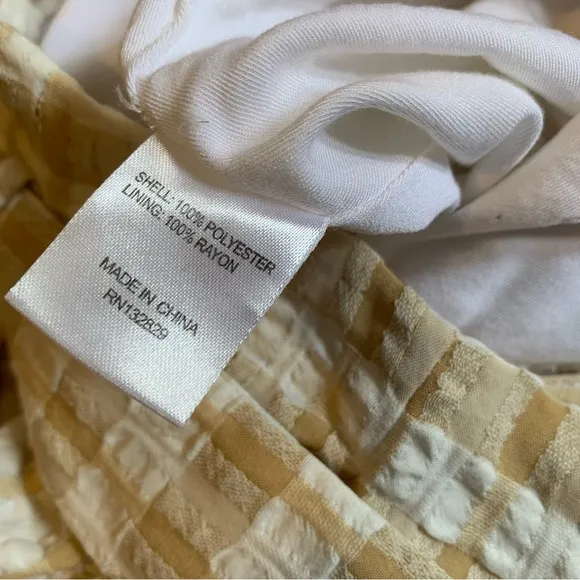 SHELL: 100% POLYESTER
LINING: 100% RAYON
MADE IN CHINA
RN132829